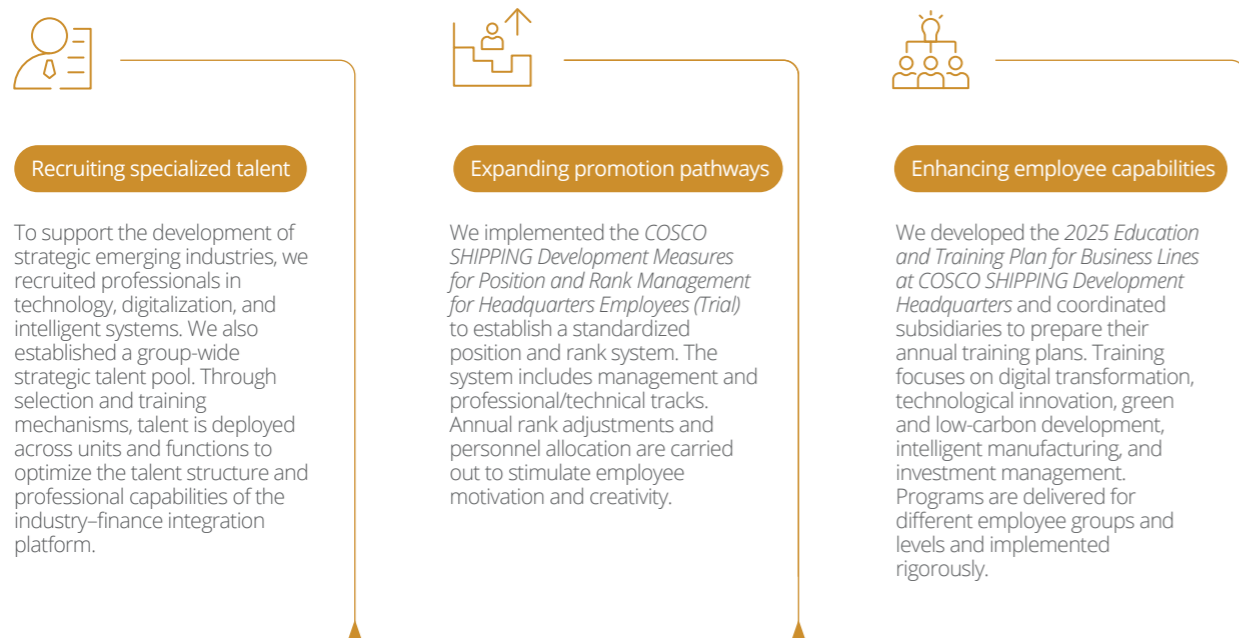 Recruiting specialized talent
To support the development of
strategic emerging industries, we
recruited professionals in
technology, digitalization, and
intelligent systems. We also
established a group-wide
strategic talent pool. Through
selection and training
mechanisms, talent is deployed
across units and functions to
optimize the talent structure and
professional capabilities of the
industry–finance integration
platform.
Expanding promotion pathways
We implemented the COSCO
SHIPPING Development Measures
for Position and Rank Management
for Headquarters Employees (Trial)
to establish a standardized
position and rank system. The
system includes management and
professional/technical tracks.
Annual rank adjustments and
personnel allocation are carried
out to stimulate employee
motivation and creativity.
Enhancing employee capabilities
We developed the 2025 Education
and Training Plan for Business Lines
at COSCO SHIPPING Development
Headquarters and coordinated
subsidiaries to prepare their
annual training plans. Training
focuses on digital transformation,
technological innovation, green
and low-carbon development,
intelligent manufacturing, and
investment management.
Programs are delivered for
different employee groups and
levels and implemented
rigorously.